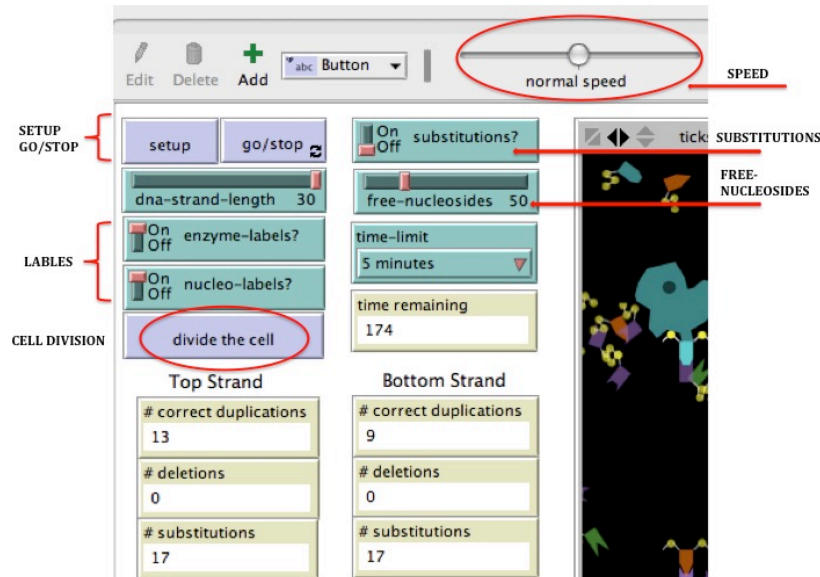 Edit Delete Add abc Button
normal speed
SPEED
SETUP
GO/STOP
setup
go/stop
On
Off
substitutions?
ticks
SUBSTITUTIONS
dna-strand-length 30
free-nucleosides 50
FREE-
NUCLEOSIDES
LABLES
On
Off
enzyme-labels?
On
Off
nucleo-labels?
time-limit
5 minutes
time remaining
174
CELL DIVISION
divide the cell
Top Strand
Bottom Strand
# correct duplications
13
# correct duplications
9
# deletions
0
# deletions
0
# substitutions
17
# substitutions
17